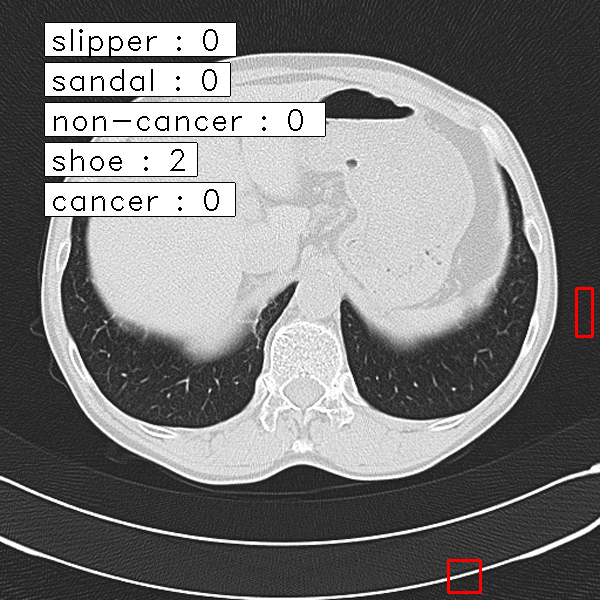 slipper : 0
sandal : 0
non-cancer : 0
shoe : 2
cancer : 0